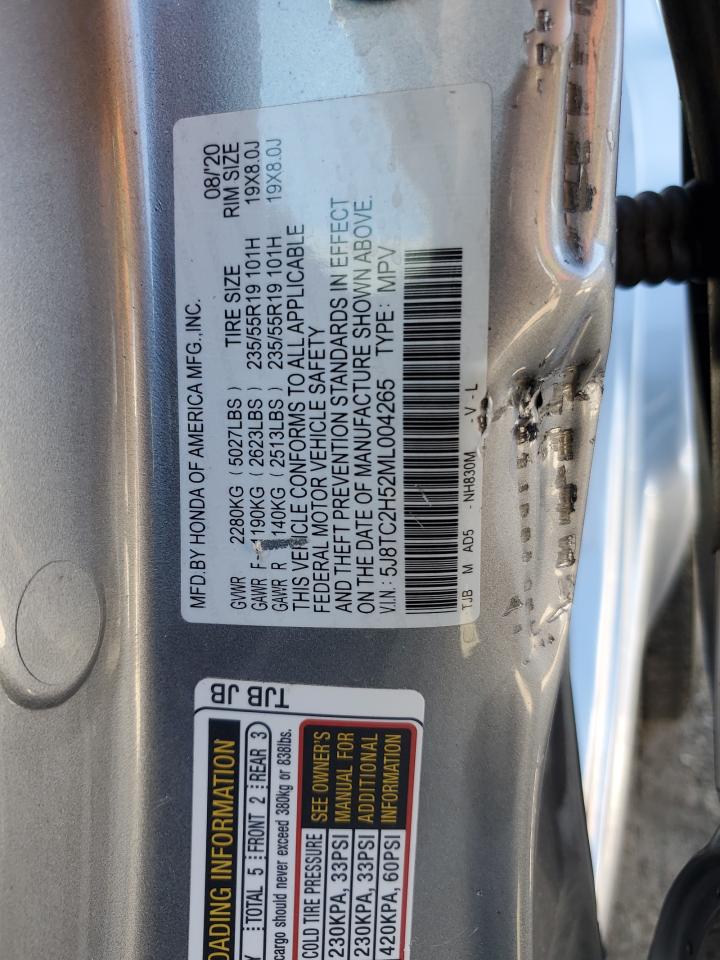 MFD.BY HONDA OF AMERICA MFG.,INC. 08/'20
GVWR 2280KG (5027LBS) TIRE SIZE RIM SIZE
GAWR F- 1190KG (2623LBS) 235/55R19 101H 19X8.0J
GAWR R 140KG (2513LBS) 235/55R19 101H 19X8.0J
THIS VEHICLE CONFORMS TO ALL APPLICABLE
FEDERAL MOTOR VEHICLE SAFETY
AND THEFT PREVENTION STANDARDS IN EFFECT
ON THE DATE OF MANUFACTURE SHOWN ABOVE.
V.I.N.: 5J8TC2H52ML004265 TYPE: MPV
TJB M AD5 - NH830M - V - L
TJB JB
OADING INFORMATION
Y TOTAL 5 FRONT 2 REAR 3
cargo should never exceed 380kg or 838lbs.
COLD TIRE PRESSURE
230KPA, 33PSI
230KPA, 33PSI
420KPA, 60PSI
SEE OWNER'S
MANUAL FOR
ADDITIONAL
INFORMATION